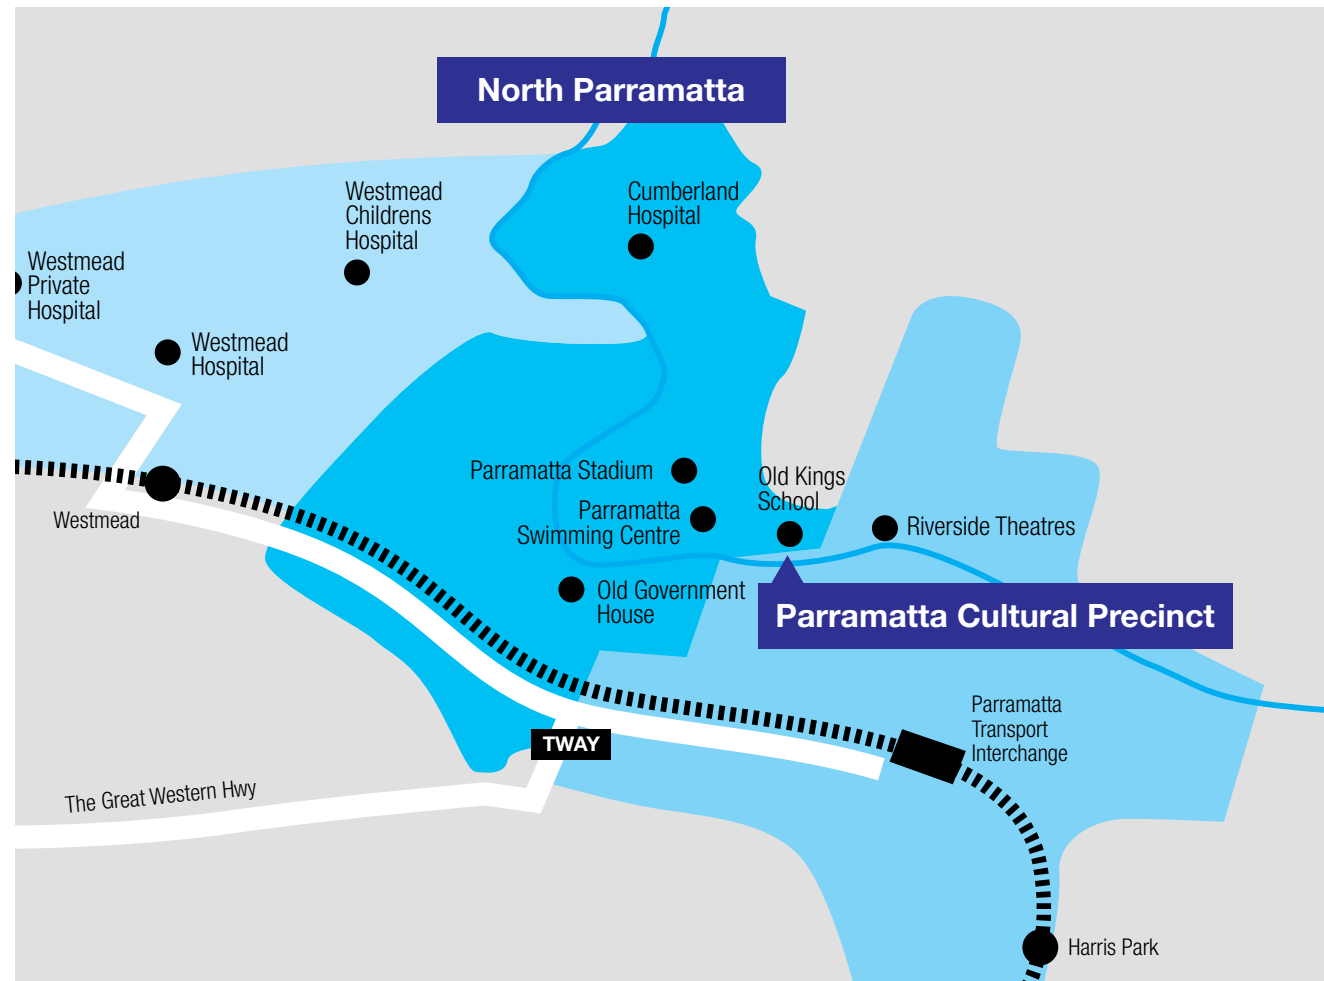 North Parramatta
Westmead
Childrens
Hospital
Cumberland
Hospital
Westmead
Private
Hospital
Westmead
Hospital
Parramatta Stadium
Old Kings
School
Parramatta
Swimming Centre
Riverside Theatres
Westmead
Old Government
House
Parramatta Cultural Precinct
Parramatta
Transport
Interchange
TWAY
The Great Western Hwy
Harris Park